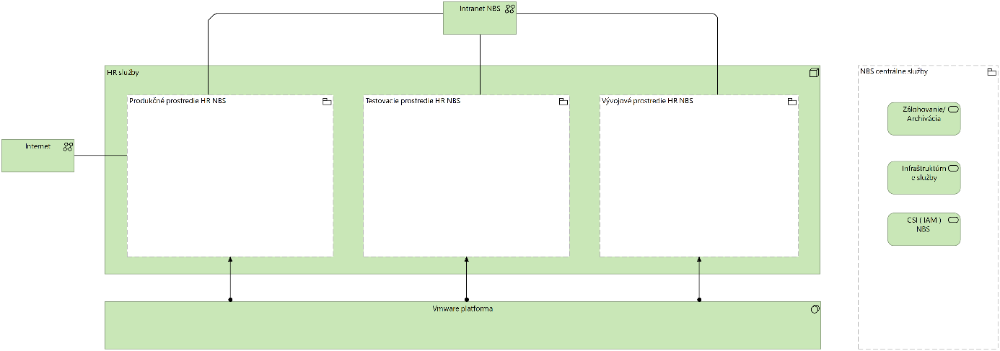 Intranet NBS
HR služby
NBS centrálne služby
Produkčné prostredie HR NBS
Testovacie prostredie HR NBS
Vývojové prostredie HR NBS
Zálohovanie/
Archivácia
Internet
Infraštruktúrn
e služby
CSI ( IAM )
NBS
Vmware platforma